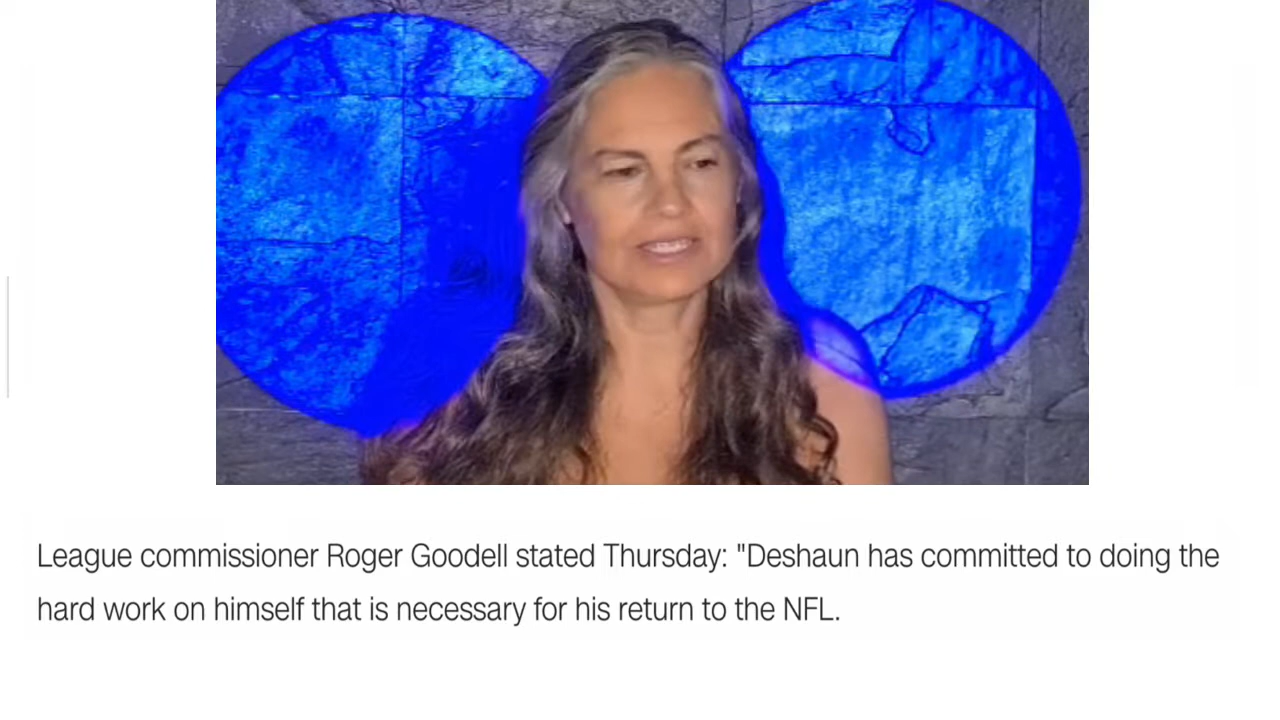 League commissioner Roger Goodell stated Thursday: "Deshaun has committed to doing the
hard work on himself that is necessary for his return to the NFL.